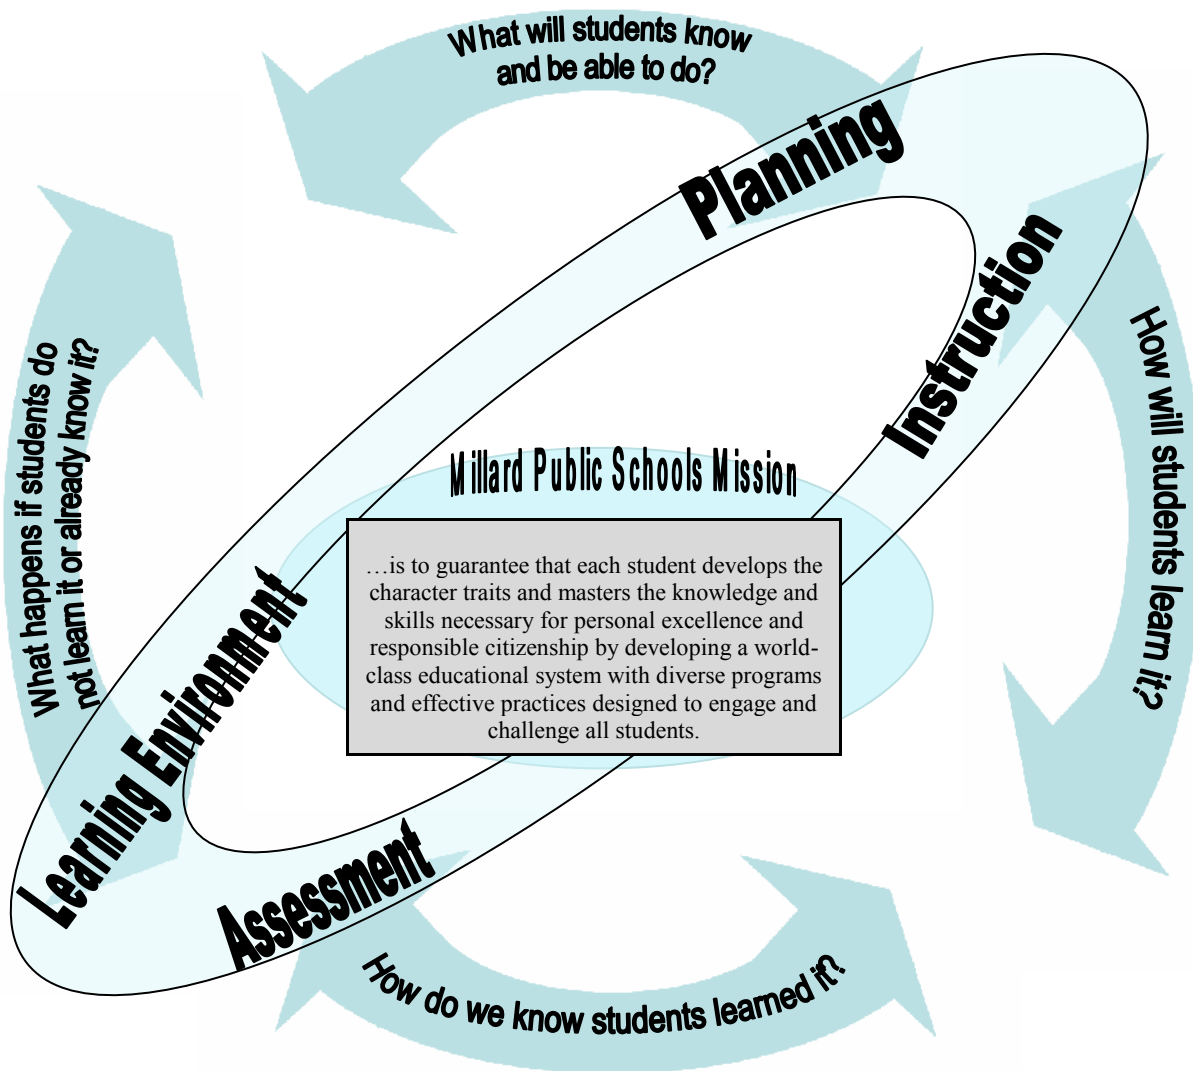 What will students know
and be able to do?
Planning
Instruction
How will students learn it?
What happens if students do
not learn it or already know it?
Millard Public Schools Mission
…is to guarantee that each student develops the
character traits and masters the knowledge and
skills necessary for personal excellence and
responsible citizenship by developing a world-
class educational system with diverse programs
and effective practices designed to engage and
challenge all students.
Learning Environment
Assessment
How do we know students learned it?